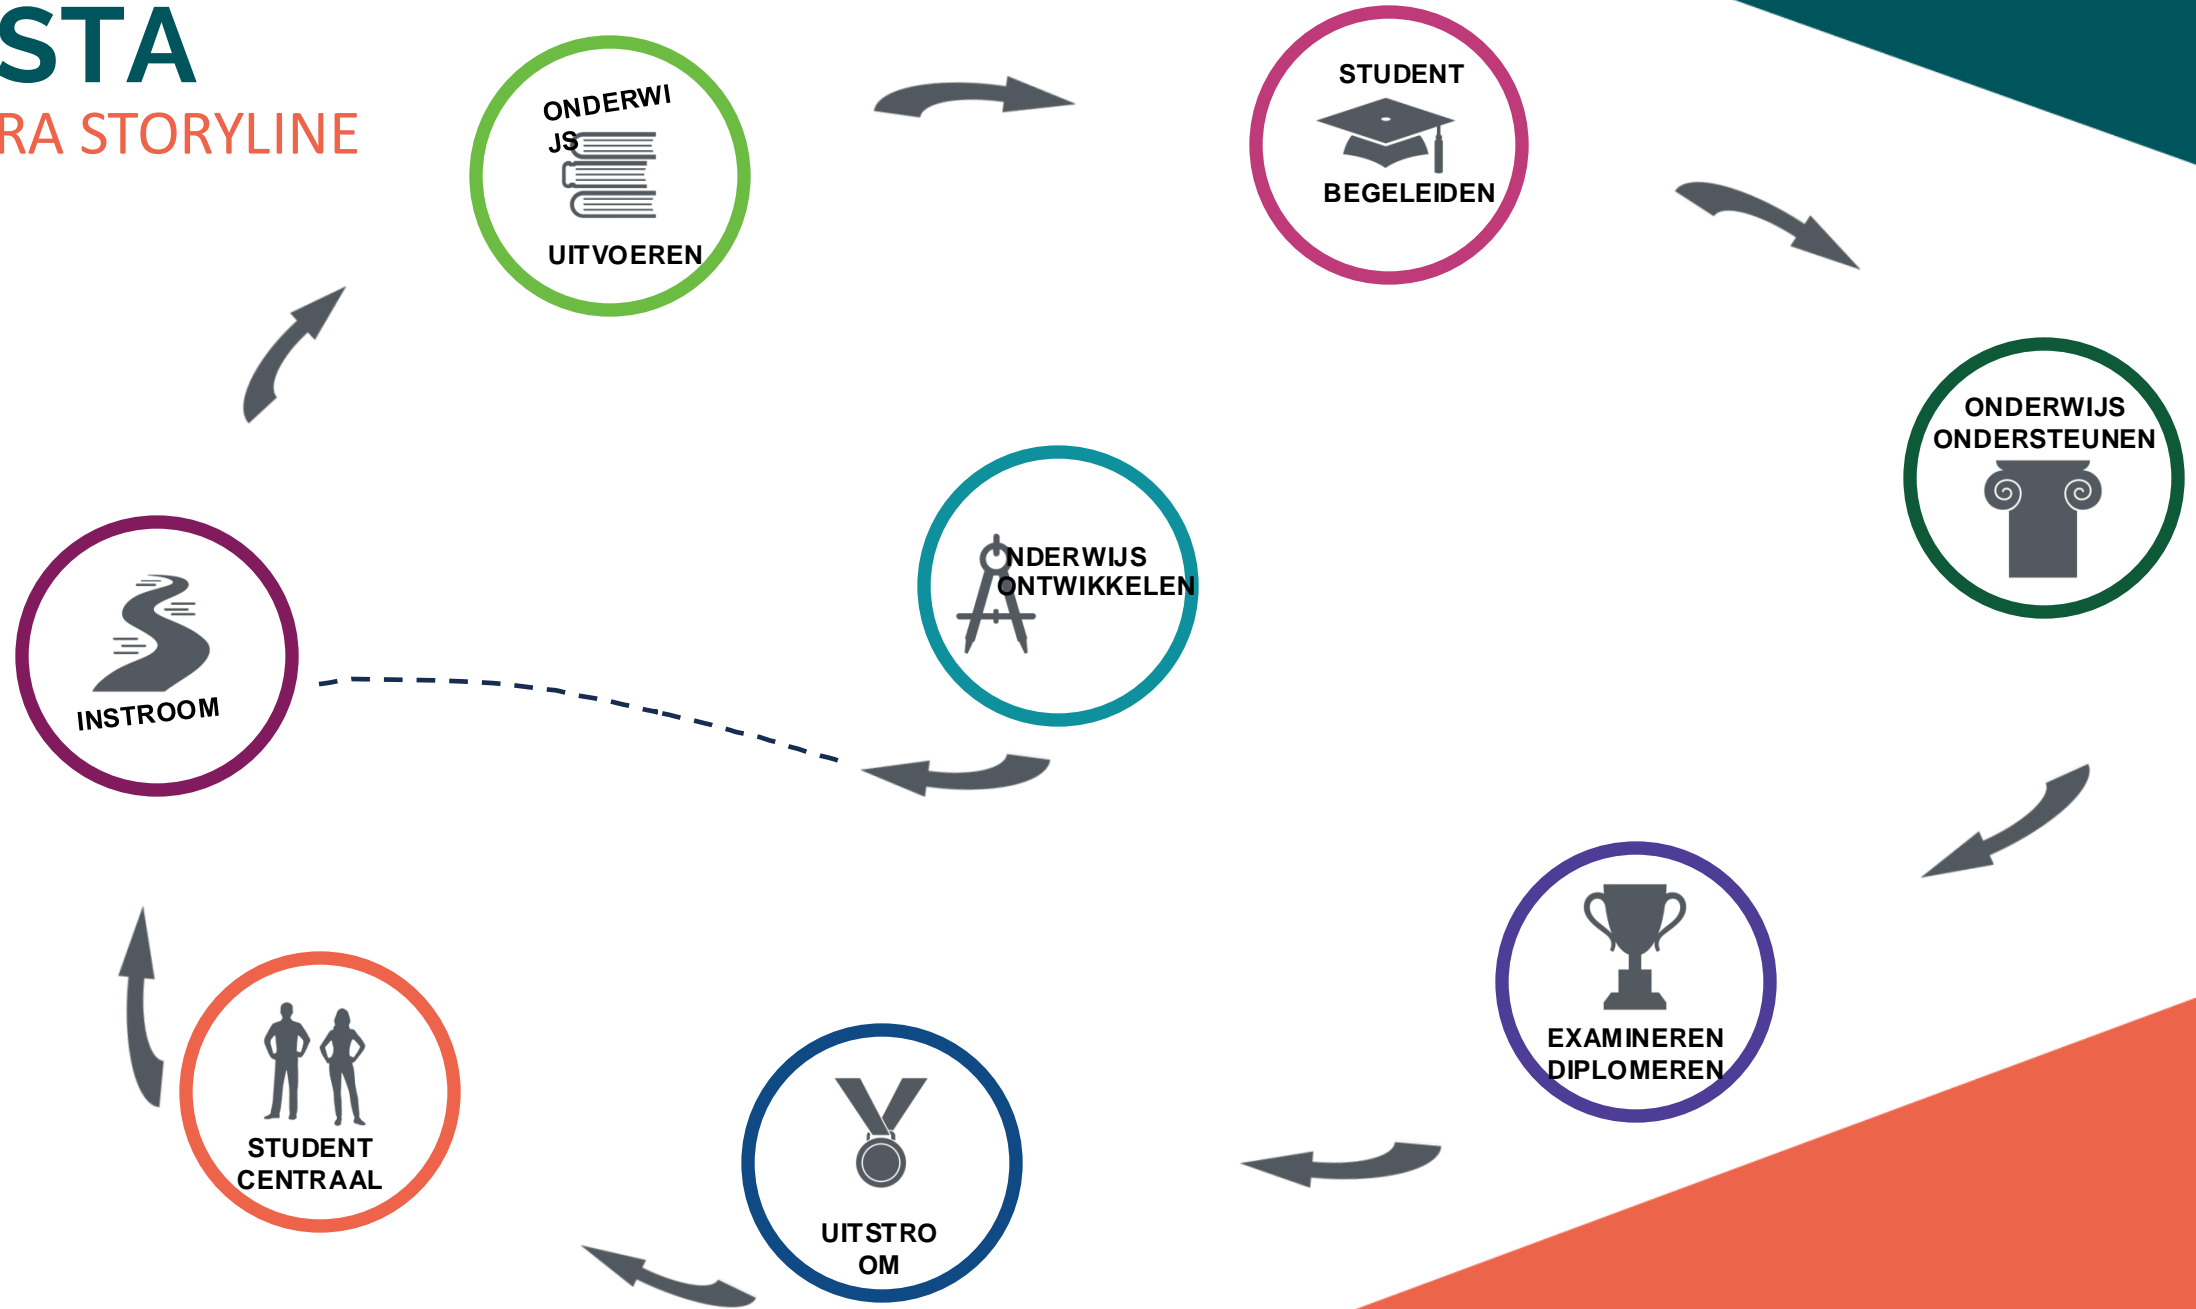 STA
RA STORYLINE
ONDERWI
JS
UITVOEREN
STUDENT
BEGELEIDEN
ONDERWIJS
ONDERSTEUNEN
NDERWIJS
ONTWIKKELEN
INSTROOM
EXAMINEREN
DIPLOMEREN
STUDENT
CENTRAAL
UITSTRO
OM